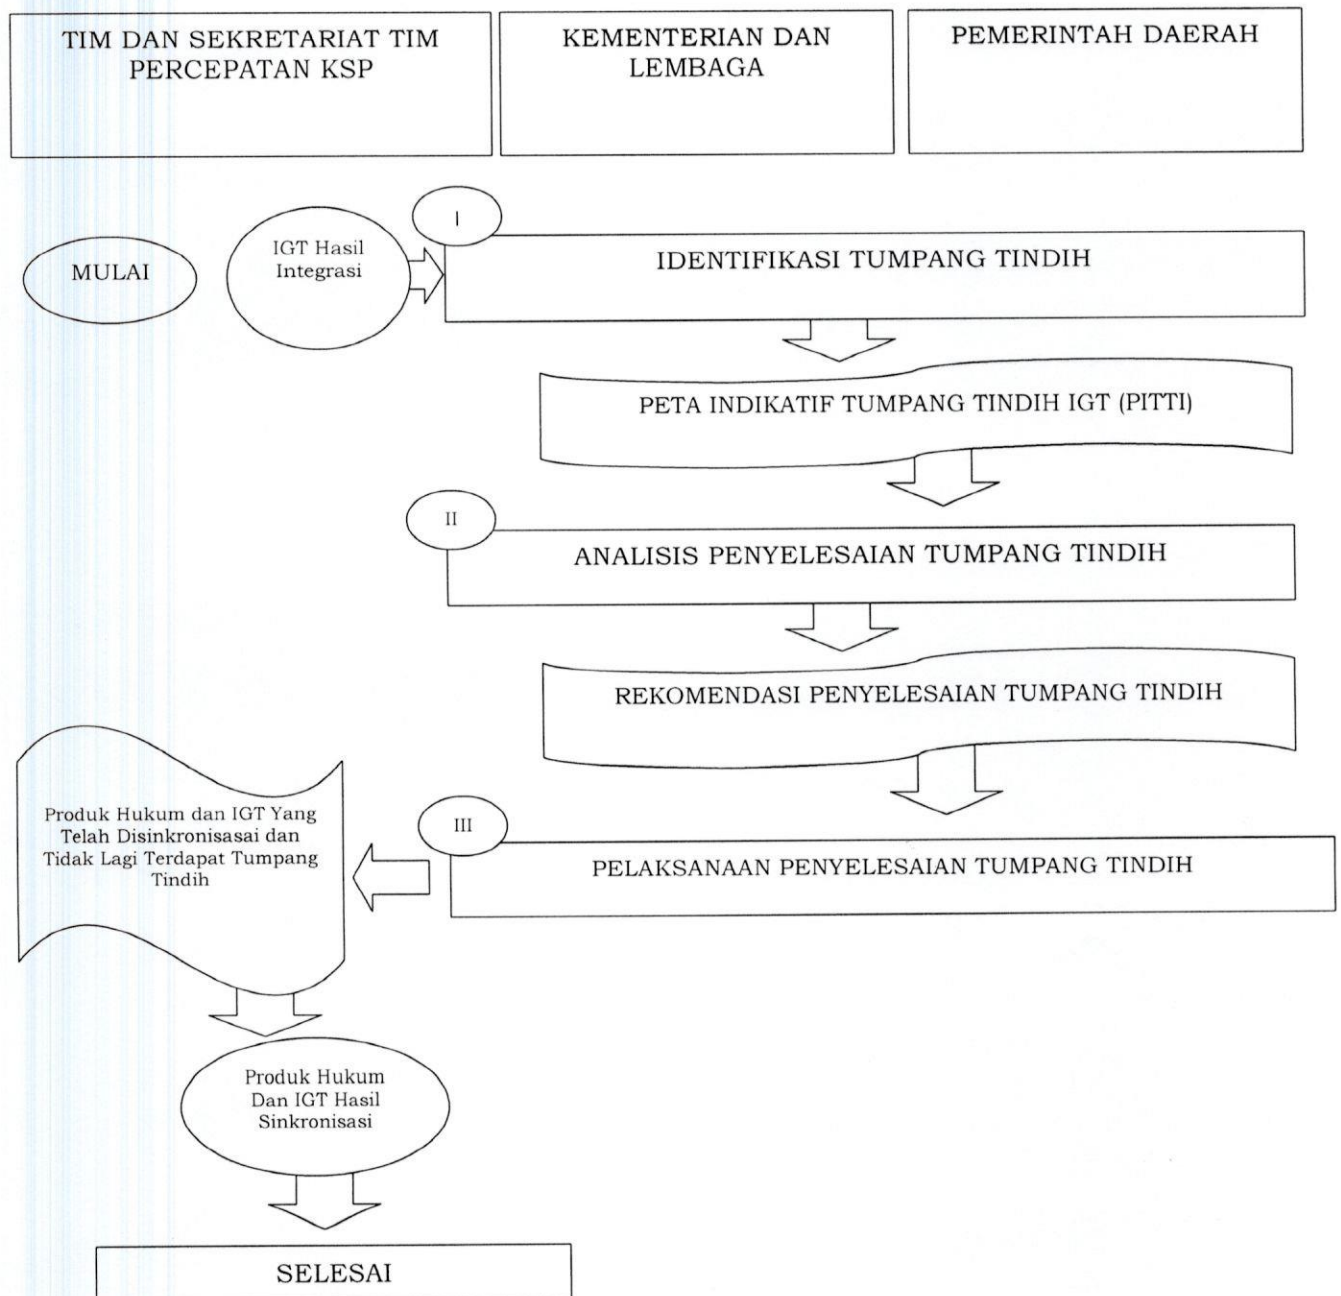 TIM DAN SEKRETARIAT TIM
PERCEPATAN KSP
KEMENTERIAN DAN
LEMBAGA
PEMERINTAH DAERAH
MULAI
IGT Hasil
Integrasi
I
IDENTIFIKASI TUMPANG TINDIH
PETA INDIKATIF TUMPANG TINDIH IGT (PITTI)
II
ANALISIS PENYELESAIAN TUMPANG TINDIH
REKOMENDASI PENYELESAIAN TUMPANG TINDIH
III
PELAKSANAAN PENYELESAIAN TUMPANG TINDIH
Produk Hukum dan IGT Yang
Telah Disinkronisasai dan
Tidak Lagi Terdapat Tumpang
Tindih
Produk Hukum
Dan IGT Hasil
Sinkronisasi
SELESAI